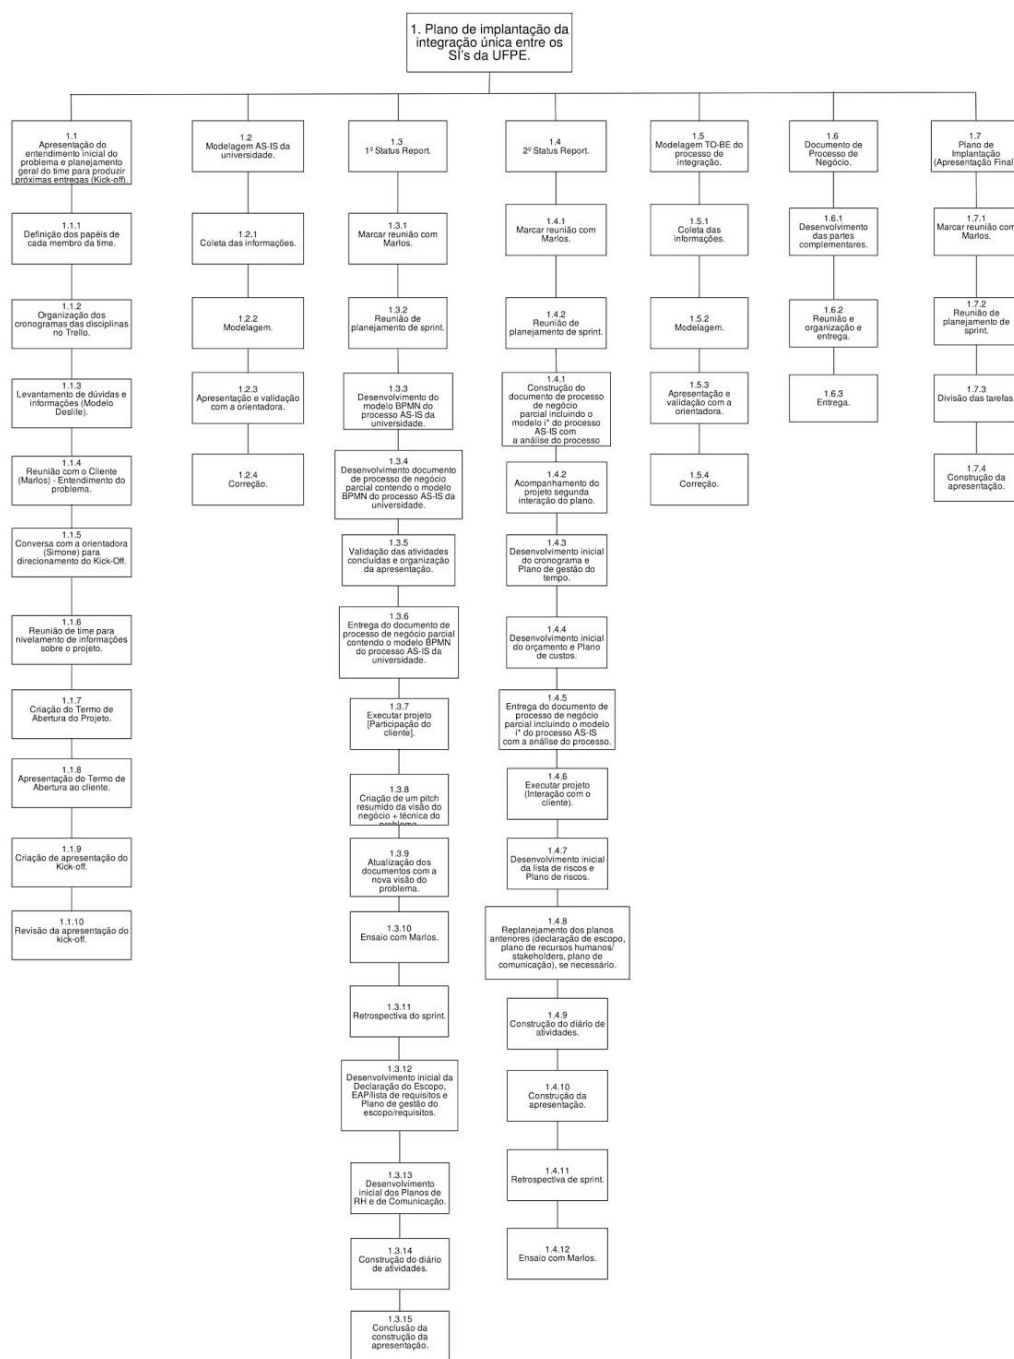 1. Plano de implantação da
integração única entre os
SI's da UFPE.
1.1
Apresentação do
entendimento inicial do
problema e planejamento
geral do time para produzir
próximas entregas (Kick-off).
1.1.1
Definição dos papéis de
cada membro da time.
1.1.2
Organização dos
cronogramas das disciplinas
no Trello.
1.1.3
Levantamento de dúvidas e
informações (Modelo
Deslile).
1.1.4
Reunião com o Cliente
(Marlos) - Entendimento do
problema.
1.1.5
Conversa com a orientadora
(Simone) para
direcionamento do Kick-Off.
1.1.6
Reunião de time para
nivelamento de informações
sobre o projeto.
1.1.7
Criação do Termo de
Abertura do Projeto.
1.1.8
Apresentação do Termo de
Abertura ao cliente.
1.1.9
Criação de apresentação do
Kick-off.
1.1.10
Revisão da apresentação do
kick-off.
1.2
Modelagem AS-IS da
universidade.
1.2.1
Coleta das informações.
1.2.2
Modelagem.
1.2.3
Apresentação e validação
com a orientadora.
1.2.4
Correção.
1.3
1º Status Report.
1.3.1
Marcar reunião com
Marlos.
1.3.2
Reunião de
planejamento de sprint.
1.3.3
Desenvolvimento do
modelo BPMN do
processo AS-IS da
universidade.
1.3.4
Desenvolvimento documento
de processo de negócio
parcial contendo o modelo
BPMN do processo AS-IS da
universidade.
1.3.5
Validação das atividades
concluídas e organização
da apresentação.
1.3.6
Entrega do documento de
processo de negócio parcial
contendo o modelo BPMN
do processo AS-IS da
universidade.
1.3.7
Executar projeto
[Participação do
cliente].
1.3.8
Criação de um pitch
resumido da visão do
negócio + técnica do
problema.
1.3.9
Atualização dos
documentos com a
nova visão do
problema.
1.3.10
Ensaio com Marlos.
1.3.11
Retrospectiva do sprint.
1.3.12
Desenvolvimento inicial da
Declaração do Escopo,
EAP/lista de requisitos e
Plano de gestão do
escopo/requisitos.
1.3.13
Desenvolvimento
inicial dos Planos de
RH e de Comunicação.
1.3.14
Construção do diário
de atividades.
1.3.15
Conclusão da
construção da
apresentação.
1.4
2º Status Report.
1.4.1
Marcar reunião com
Marlos.
1.4.2
Reunião de
planejamento de sprint.
1.4.1
Construção do
documento de processo
de negócio
parcial incluindo o
modelo i* do processo
AS-IS com
a análise do processo
1.4.2
Acompanhamento do
projeto segunda
interação do plano.
1.4.3
Desenvolvimento inicial
do cronograma e
Plano de gestão do
tempo.
1.4.4
Desenvolvimento inicial
do orçamento e Plano
de custos.
1.4.5
Entrega do documento de
processo de negócio
parcial incluindo o modelo
i* do processo AS-IS
com a análise do processo.
1.4.6
Executar projeto
(Interação com o
cliente).
1.4.7
Desenvolvimento inicial
da lista de riscos e
Plano de riscos.
1.4.8
Replanejamento dos planos
anteriores (declaração de escopo,
plano de recursos humanos/
stakeholders, plano de
comunicação), se necessário.
1.4.9
Construção do diário de
atividades.
1.4.10
Construção da
apresentação.
1.4.11
Retrospectiva de sprint.
1.4.12
Ensaio com Marlos.
1.5
Modelagem TO-BE do
processo de
integração.
1.5.1
Coleta das
informações.
1.5.2
Modelagem.
1.5.3
Apresentação e
validação com a
orientadora.
1.5.4
Correção.
1.6
Documento de
Processo de
Negócio.
1.6.1
Desenvolvimento
das partes
complementares.
1.6.2
Reunião e
organização e
entrega.
1.6.3
Entrega.
1.7
Plano de
Implantação
(Apresentação Final)
1.7.1
Marcar reunião com
Marlos.
1.7.2
Reunião de
planejamento de
sprint.
1.7.3
Divisão das tarefas.
1.7.4
Construção da
apresentação.